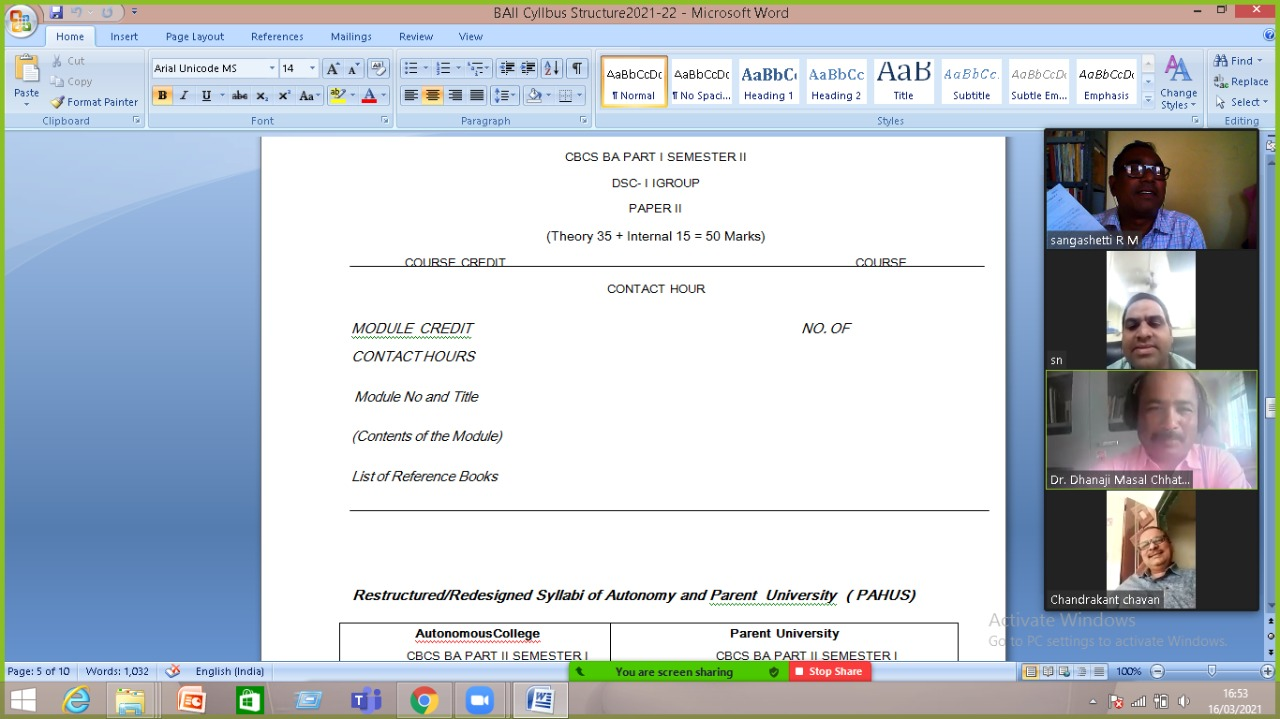 BAII Cyllbus Structure2021-22 - Microsoft Word
Home Insert Page Layout References Mailings Review View
Paste
Cut
Copy
Format Painter
Clipboard
Arial Unicode MS 14
Font
Paragraph
AaBbCcDc AaBbCcDc AaBbC AaBbCc AaB AaBbCc. AaBbCcDc AaBbCcDc
¶ Normal ¶ No Spaci... Heading 1 Heading 2 Title Subtitle Subtle Em... Emphasis
Change Styles
Styles
Find
Replace
Select
Editing
CBCS BA PART I SEMESTER II
DSC- I IGROUP
PAPER II
(Theory 35 + Internal 15 = 50 Marks)
COURSE CREDIT COURSE
CONTACT HOUR
MODULE CREDIT NO. OF
CONTACT HOURS
Module No and Title
(Contents of the Module)
List of Reference Books
Restructured/Redesigned Syllabi of Autonomy and Parent University ( PAHUS)
AutonomousCollege Parent University
CBCS BA PART II SEMESTER I CBCS BA PART II SEMESTER I
sangashetti R M
sn
Dr. Dhanaji Masal Chhat...
Chandrakant chavan
Activate Windows
Go to PC settings to activate Windows.
Page: 5 of 10 Words: 1,032 English (India) 100%
You are screen sharing Stop Share
16:53
16/03/2021